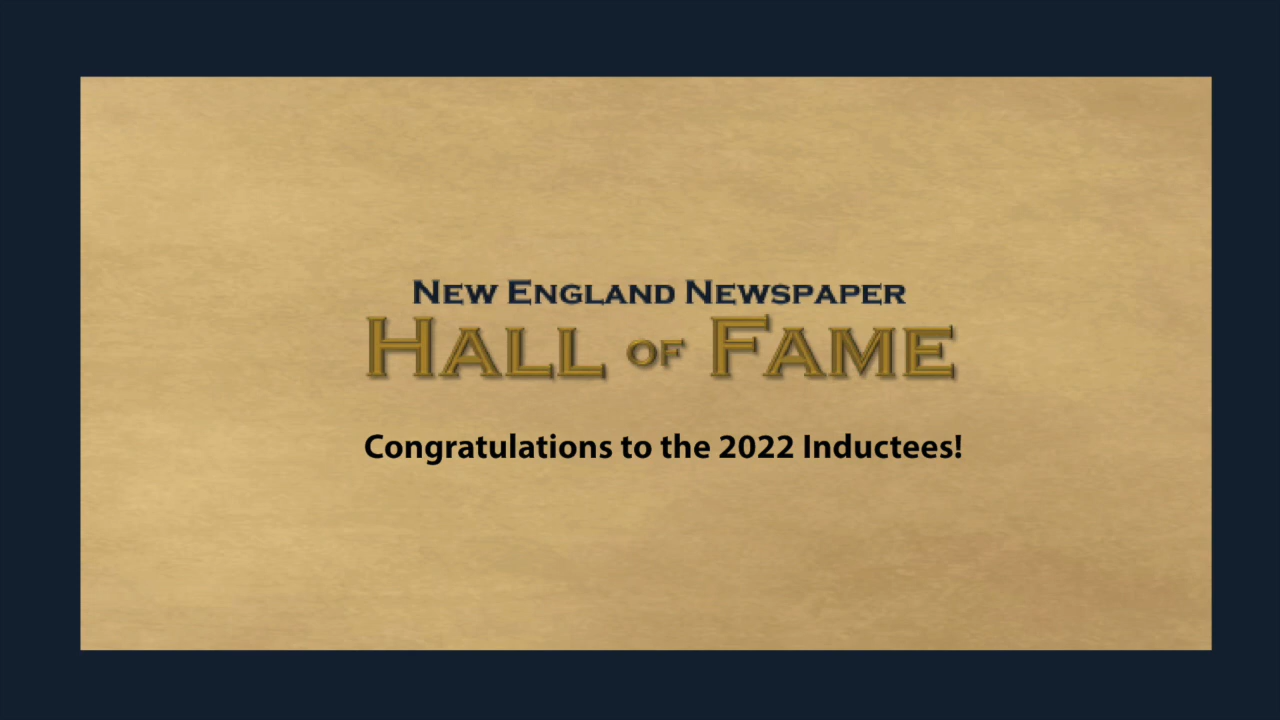 New England Newspaper
Hall of Fame
Congratulations to the 2022 Inductees!